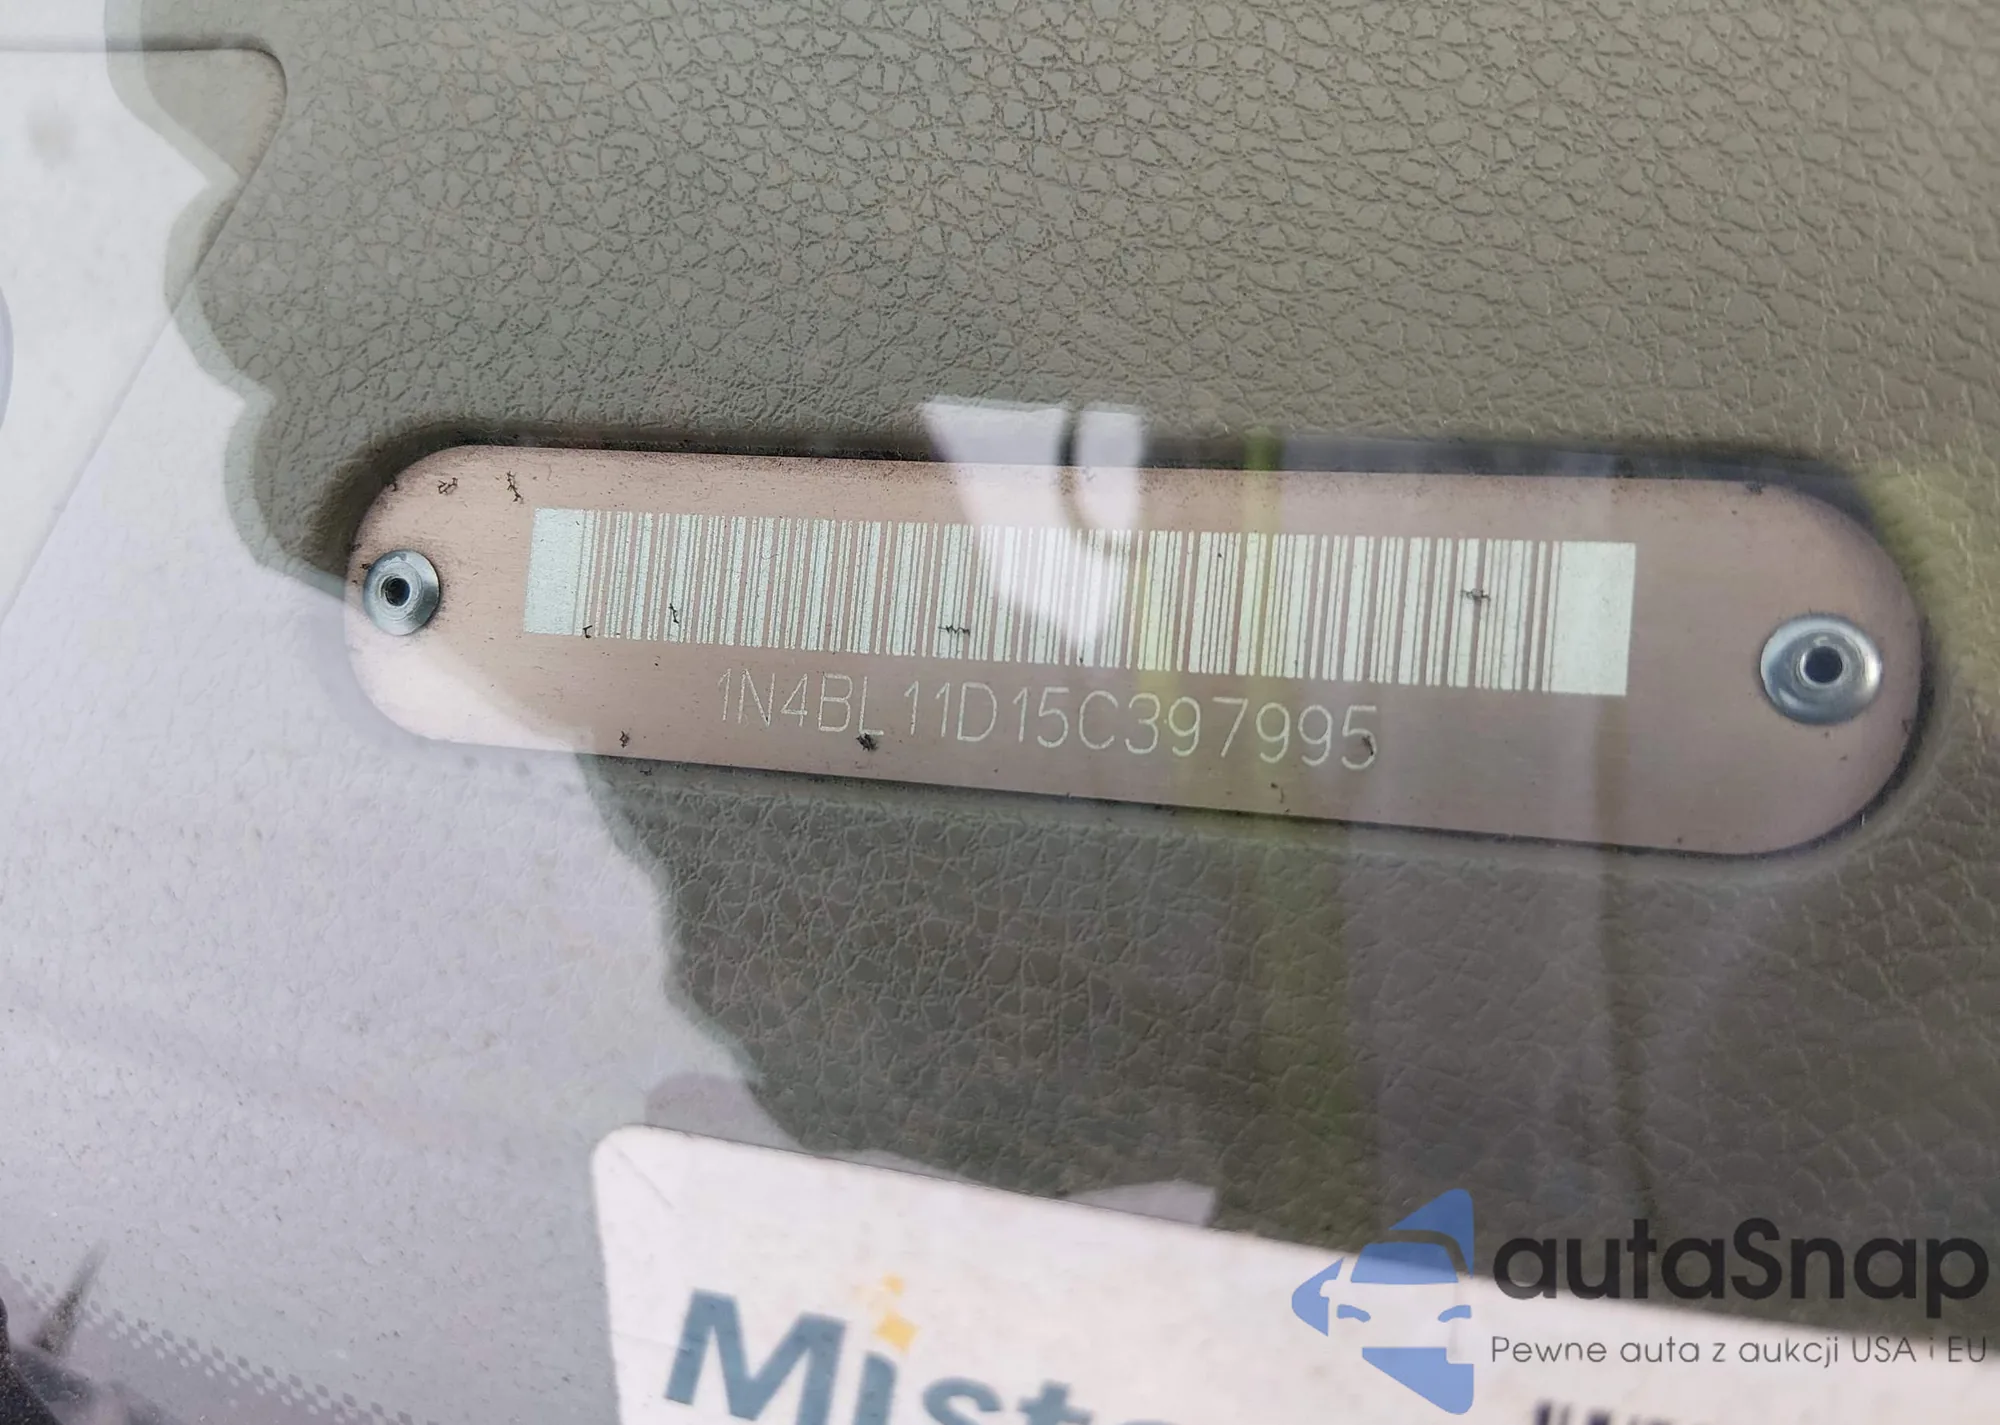 1N4BL11D15C397995
autaSnap
Pewne auta z aukcji USA i EU